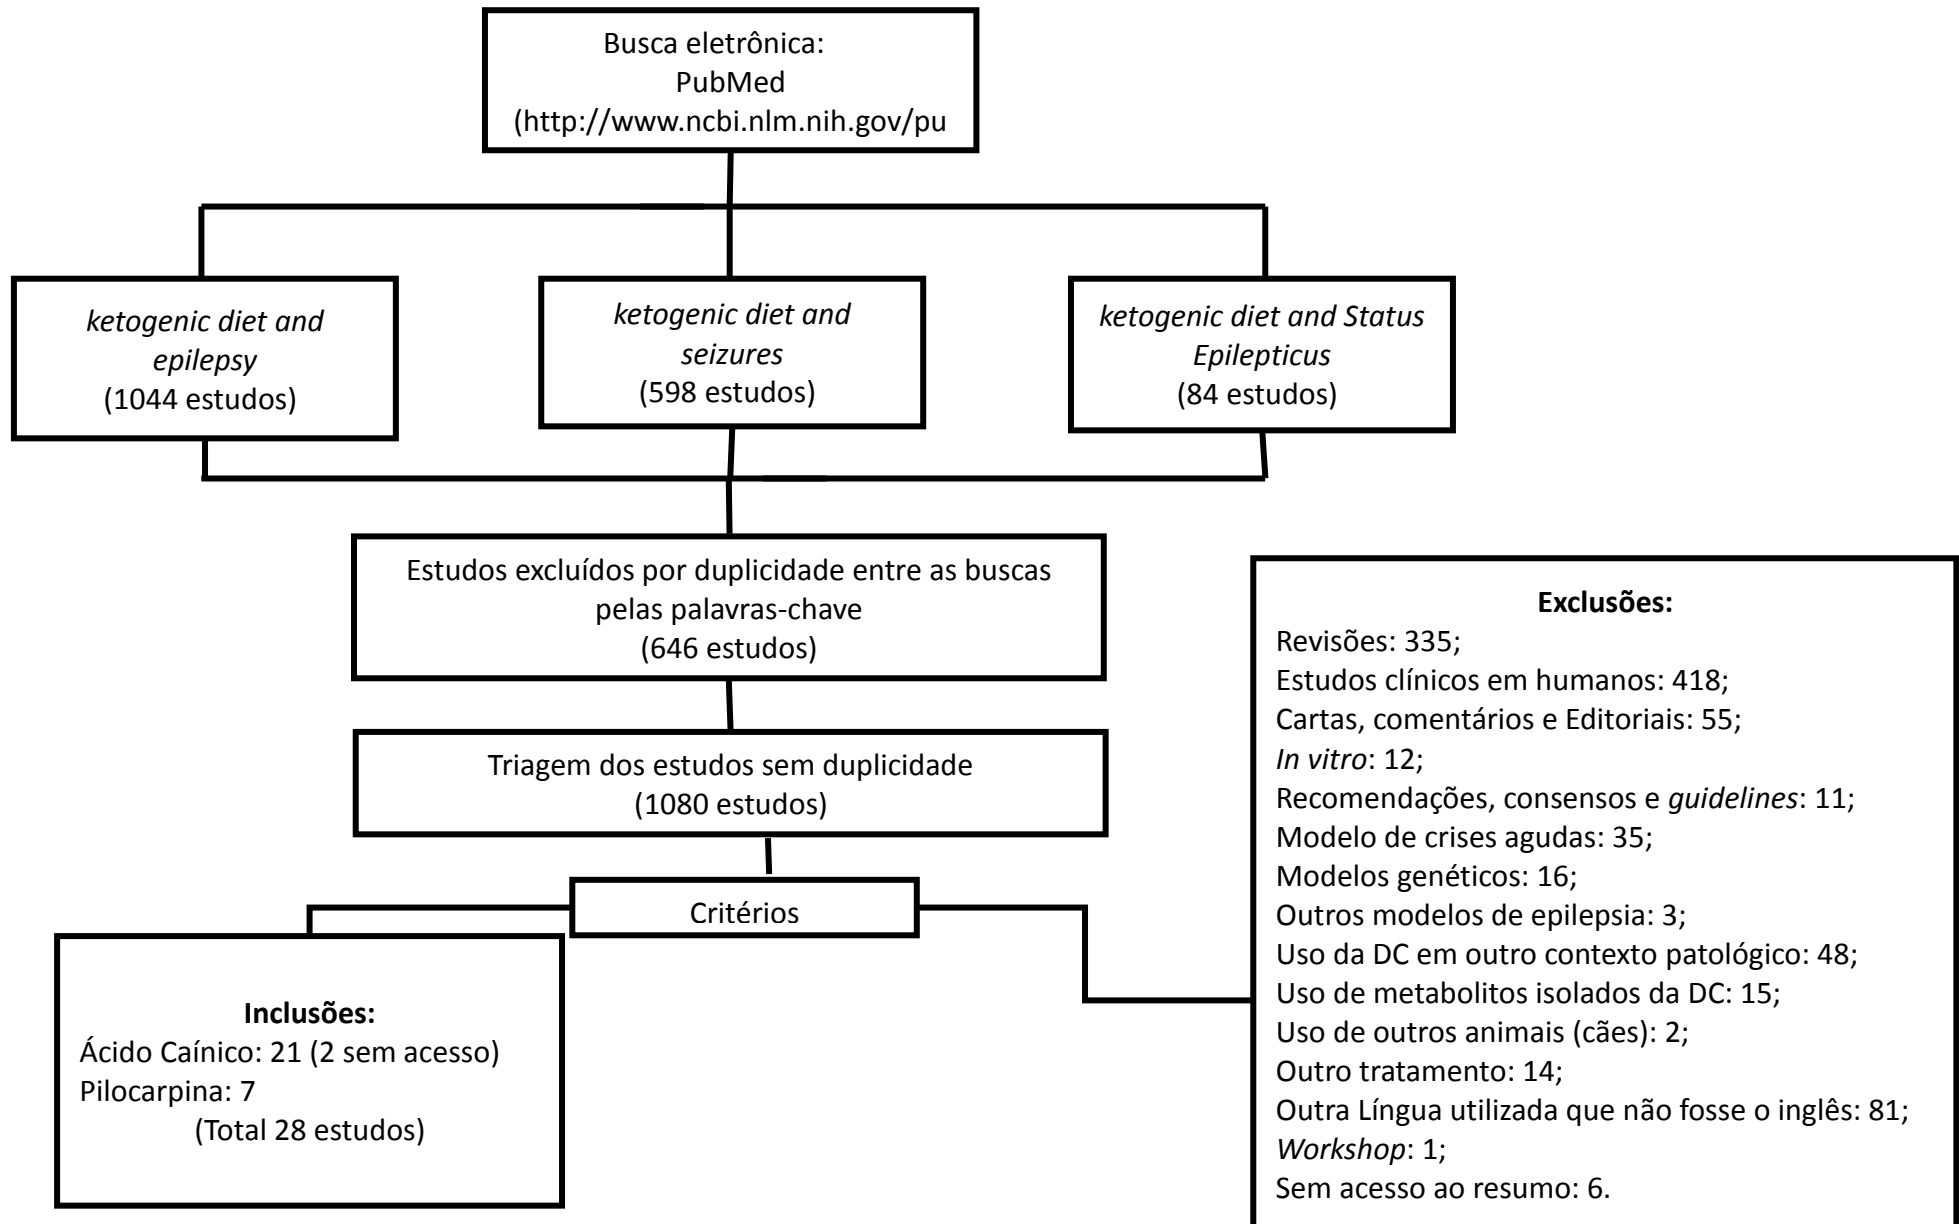 Busca eletrônica:
PubMed
(http://www.ncbi.nlm.nih.gov/pu
ketogenic diet and
epilepsy
(1044 estudos)
ketogenic diet and
seizures
(598 estudos)
ketogenic diet and Status
Epilepticus
(84 estudos)
Estudos excluídos por duplicidade entre as buscas
pelas palavras-chave
(646 estudos)
Triagem dos estudos sem duplicidade
(1080 estudos)
Critérios
Inclusões:
Ácido Caínico: 21 (2 sem acesso)
Pilocarpina: 7
(Total 28 estudos)
Exclusões:
Revisões: 335;
Estudos clínicos em humanos: 418;
Cartas, comentários e Editoriais: 55;
In vitro: 12;
Recomendações, consensos e guidelines: 11;
Modelo de crises agudas: 35;
Modelos genéticos: 16;
Outros modelos de epilepsia: 3;
Uso da DC em outro contexto patológico: 48;
Uso de metabolitos isolados da DC: 15;
Uso de outros animais (cães): 2;
Outro tratamento: 14;
Outra Língua utilizada que não fosse o inglês: 81;
Workshop: 1;
Sem acesso ao resumo: 6.